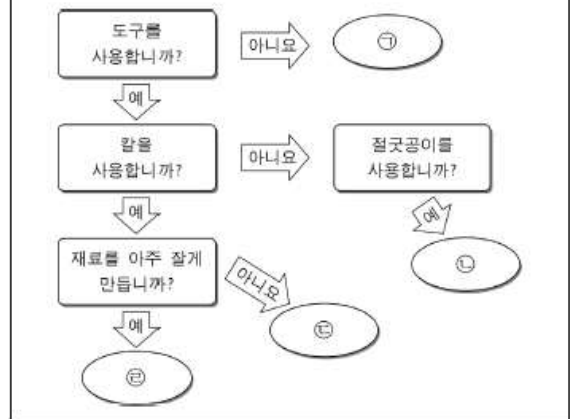 도구를
사용합니까?
아니요
㉠
예
칼을
사용합니까?
아니요
절굿공이를
사용합니까?
예
예
㉡
재료를 아주 잘게
만듭니까?
아니요
㉢
예
㉣